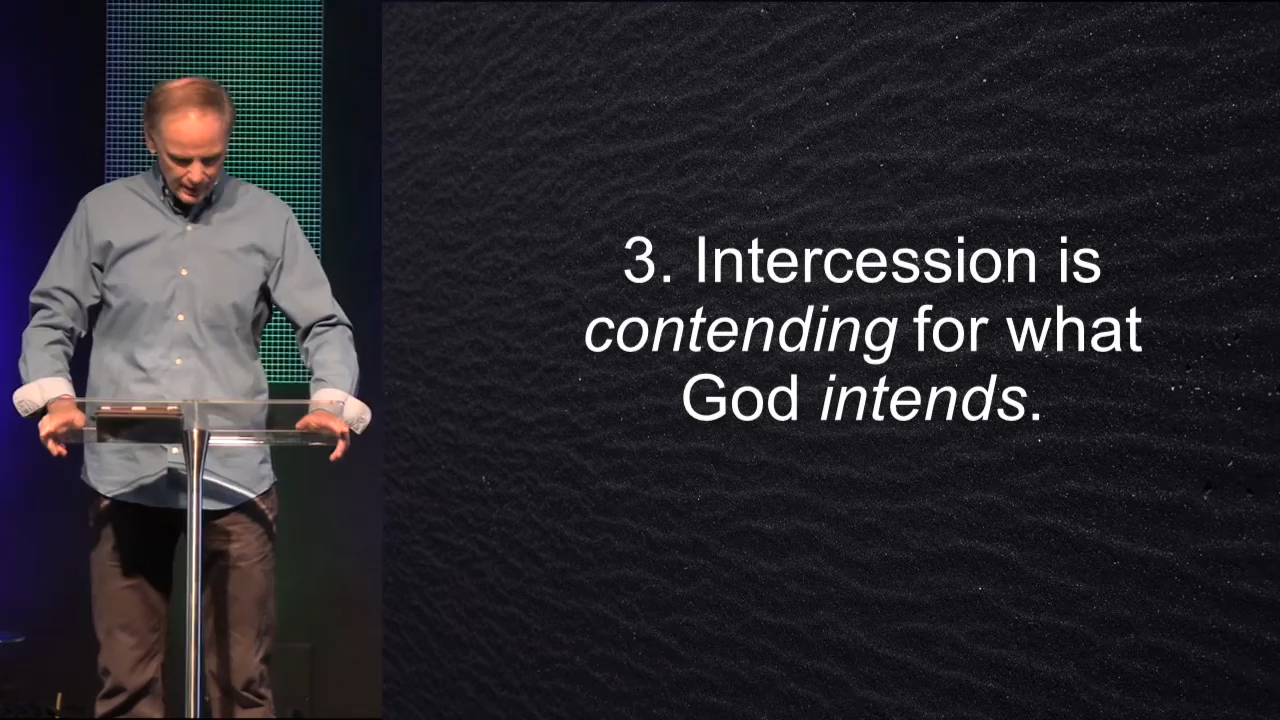 3. Intercession is
contending for what
God intends.